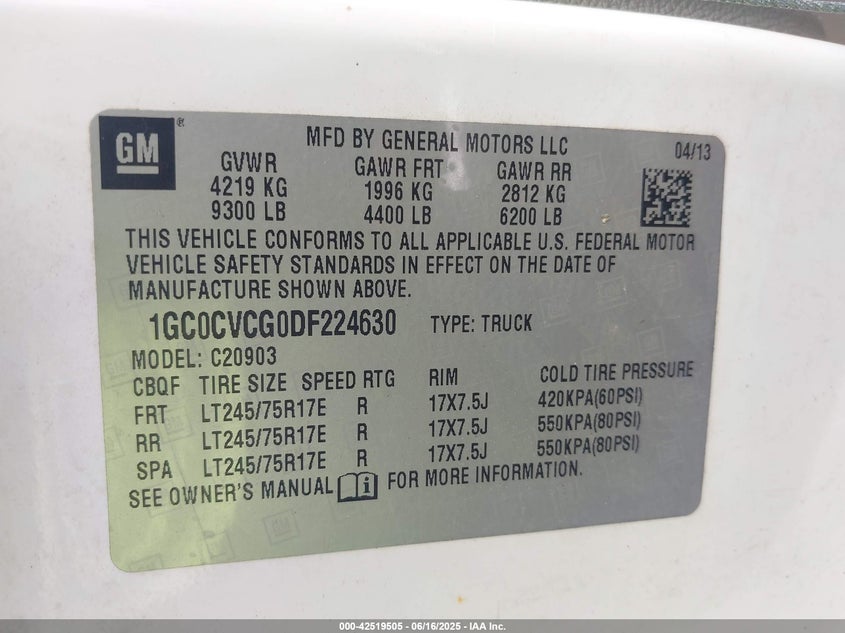 GM®
MFD BY GENERAL MOTORS LLC 04/13
GVWR GAWR FRT GAWR RR
4219 KG 1996 KG 2812 KG
9300 LB 4400 LB 6200 LB
THIS VEHICLE CONFORMS TO ALL APPLICABLE U.S. FEDERAL MOTOR
VEHICLE SAFETY STANDARDS IN EFFECT ON THE DATE OF
MANUFACTURE SHOWN ABOVE.
1GC0CVCG0DF224630 TYPE: TRUCK
MODEL: C20903
CBQF TIRE SIZE SPEED RTG RIM COLD TIRE PRESSURE
FRT LT245/75R17E R 17X7.5J 420KPA(60PSI)
RR LT245/75R17E R 17X7.5J 550KPA(80PSI)
SPA LT245/75R17E R 17X7.5J 550KPA(80PSI)
SEE OWNER'S MANUAL i FOR MORE INFORMATION.
000-42519505 - 06/16/2025 - IAA Inc.